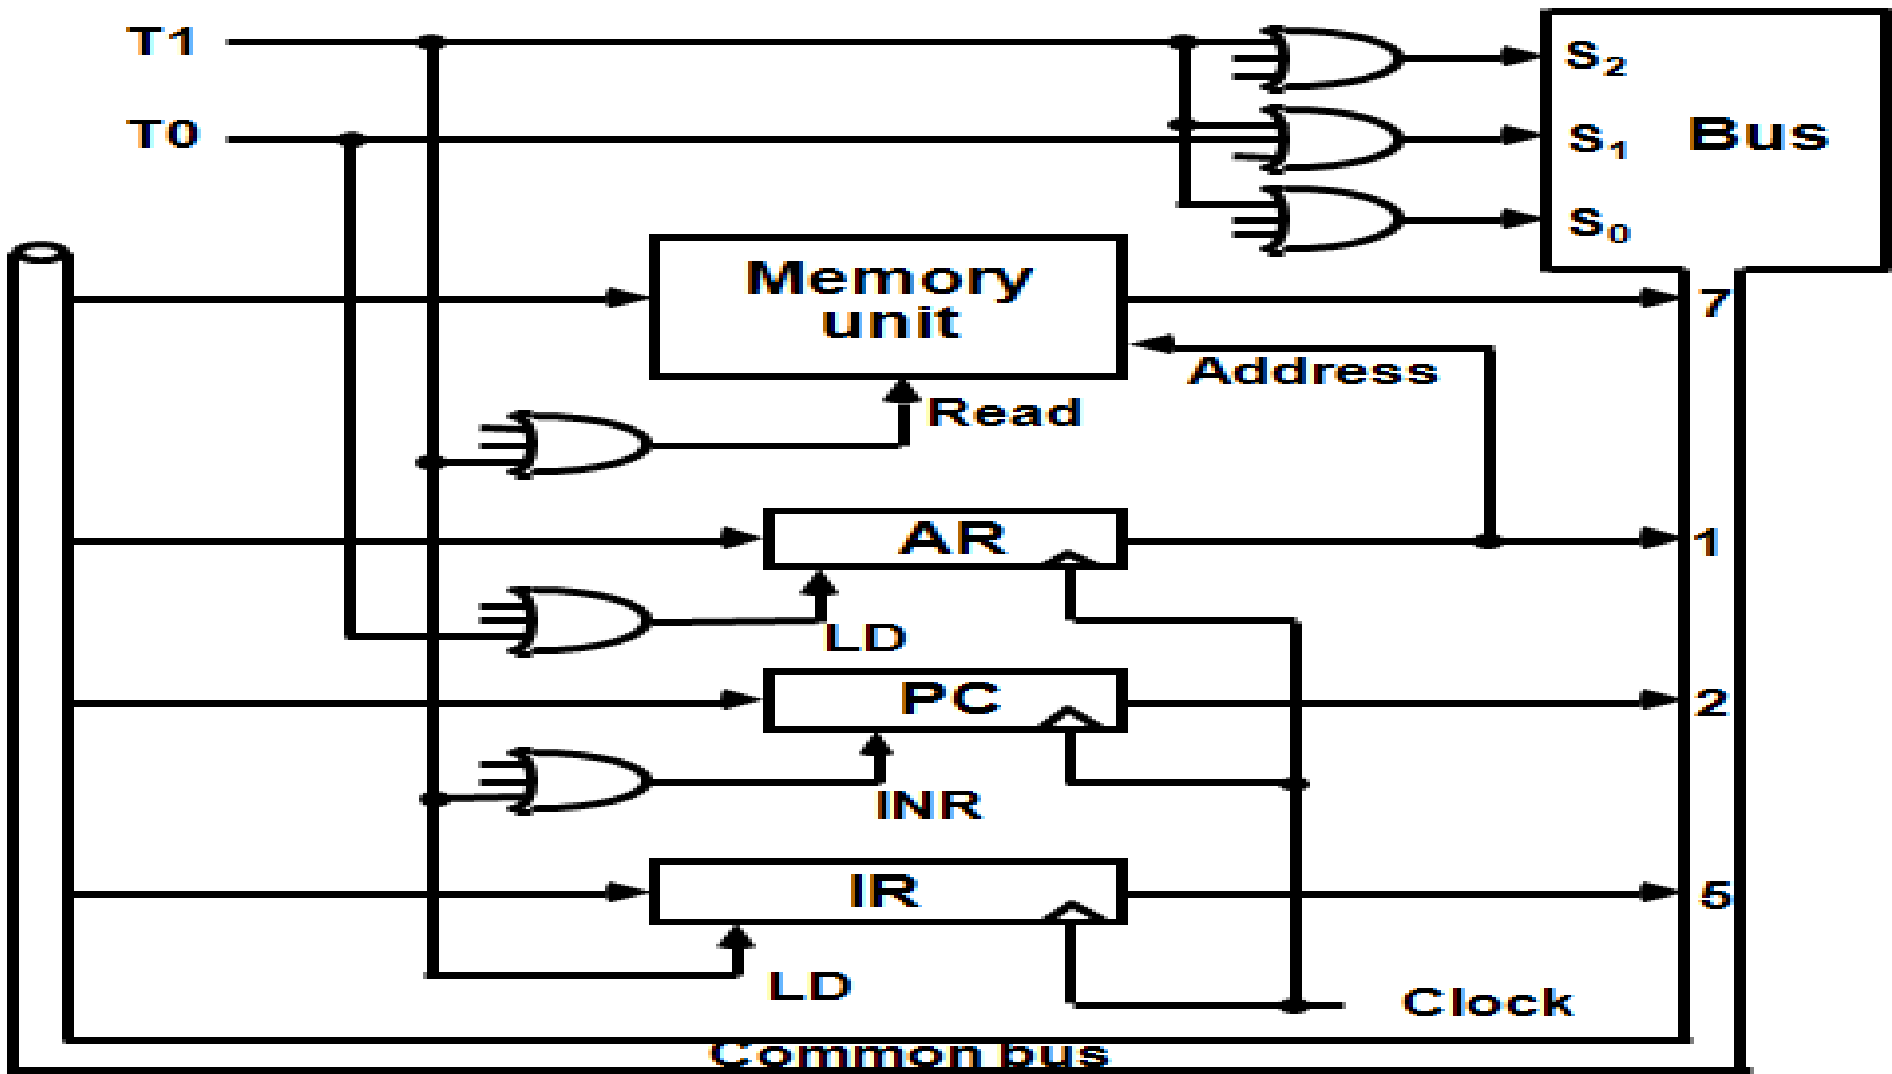 T1
T0
S2
S1
S0
Bus
Memory
unit
7
Address
Read
AR
1
LD
PC
2
INR
IR
5
LD
Clock
Common bus